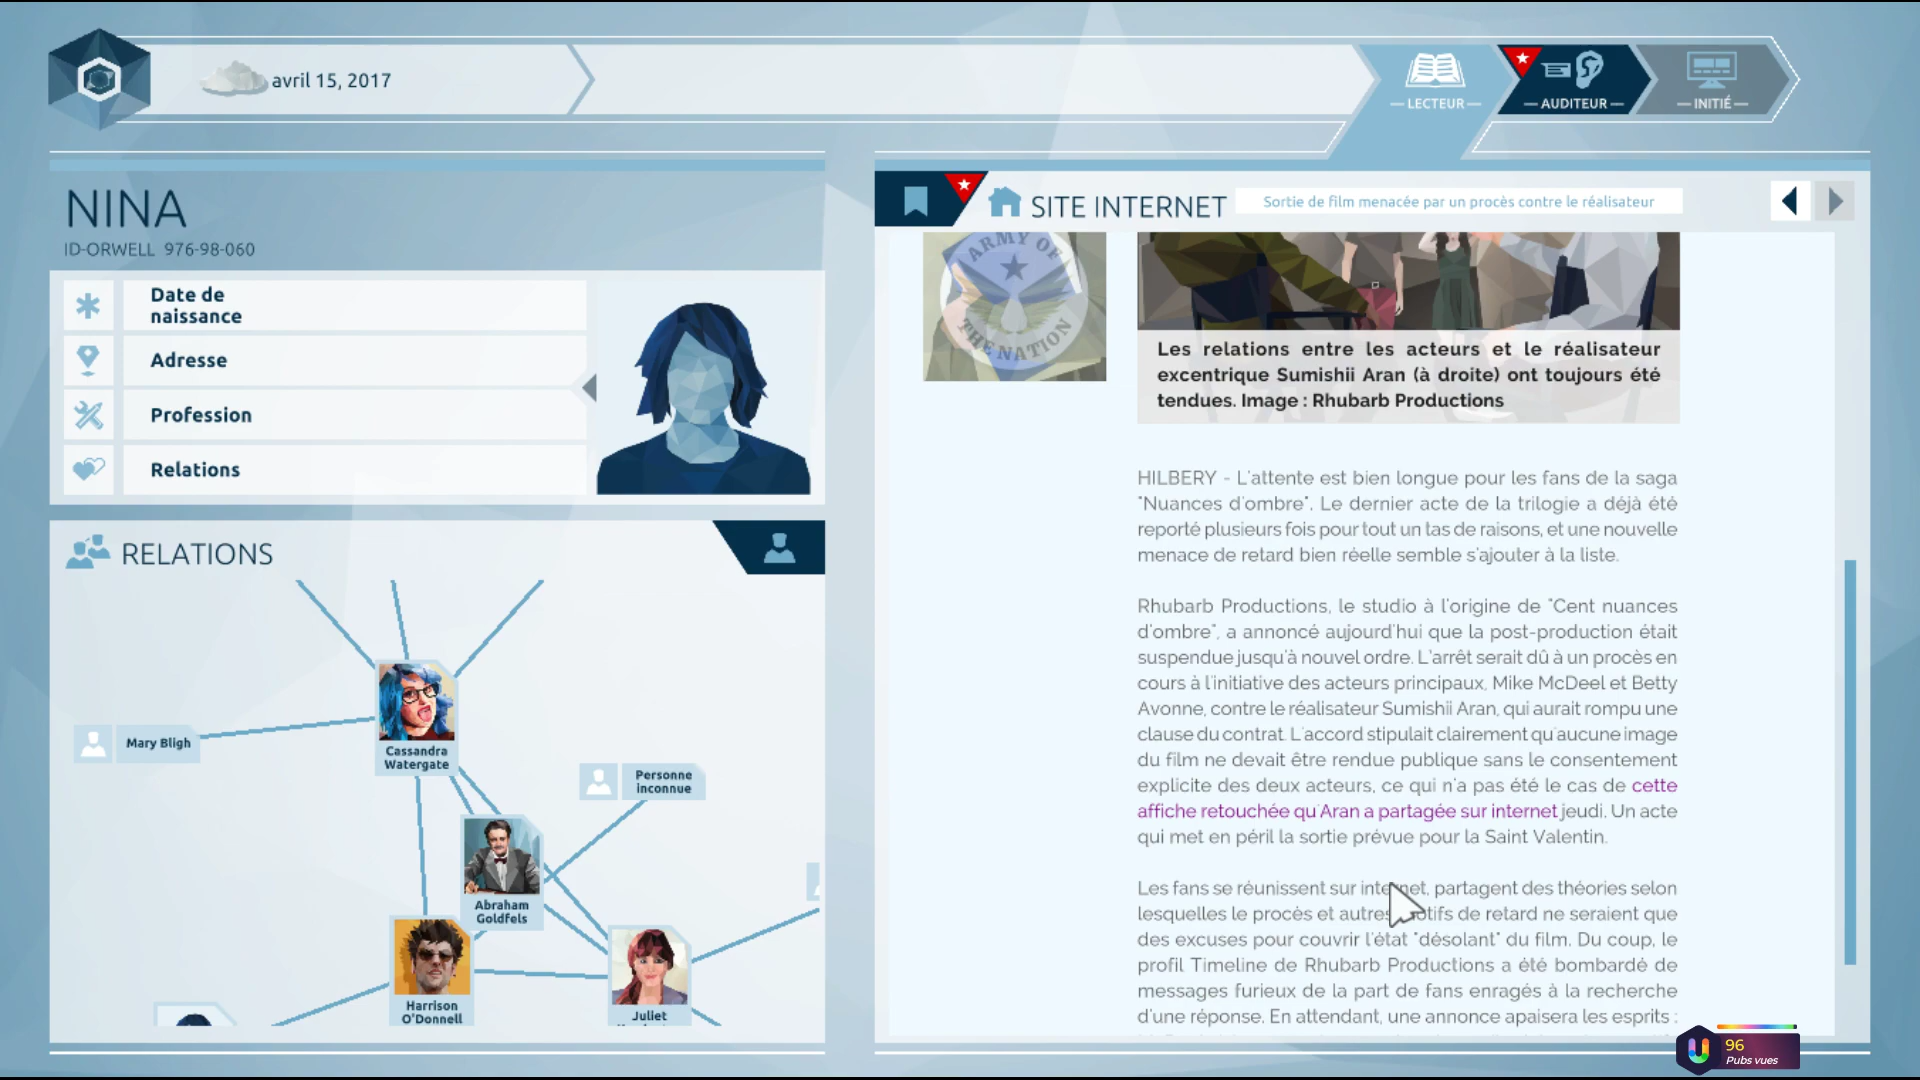 avril 15, 2017
LECTEUR
AUDITEUR
INITIÉ
NINA
ID-ORWELL 976-98-060
Date de
naissance
Adresse
Profession
Relations
RELATIONS
Mary Bligh
Cassandra
Watergate
Personne
inconnue
Abraham
Goldfels
Harrison
O'Donnell
Juliet
SITE INTERNET
Sortie de film menacée par un procès contre le réalisateur
ARMY OF
THE NATION
Les relations entre les acteurs et le réalisateur
excentrique Sumishii Aran (à droite) ont toujours été
tendues. Image : Rhubarb Productions
HILBERY - L'attente est bien longue pour les fans de la saga
"Nuances d'ombre". Le dernier acte de la trilogie a déjà été
reporté plusieurs fois pour tout un tas de raisons, et une nouvelle
menace de retard bien réelle semble s'ajouter à la liste.
Rhubarb Productions, le studio à l'origine de "Cent nuances
d'ombre", a annoncé aujourd'hui que la post-production était
suspendue jusqu'à nouvel ordre. L'arrêt serait dû à un procès en
cours à l'initiative des acteurs principaux, Mike McDeel et Betty
Avonne, contre le réalisateur Sumishii Aran, qui aurait rompu une
clause du contrat. L'accord stipulait clairement qu'aucune image
du film ne devait être rendue publique sans le consentement
explicite des deux acteurs, ce qui n'a pas été le cas de cette
affiche retouchée qu'Aran a partagée sur internet jeudi. Un acte
qui met en péril la sortie prévue pour la Saint Valentin.
Les fans se réunissent sur internet, partagent des théories selon
lesquelles le procès et autres motifs de retard ne seraient que
des excuses pour couvrir l'état "désolant" du film. Du coup, le
profil Timeline de Rhubarb Productions a été bombardé de
messages furieux de la part de fans enragés à la recherche
d'une réponse. En attendant, une annonce apaisera les esprits :
96
Pubs vues